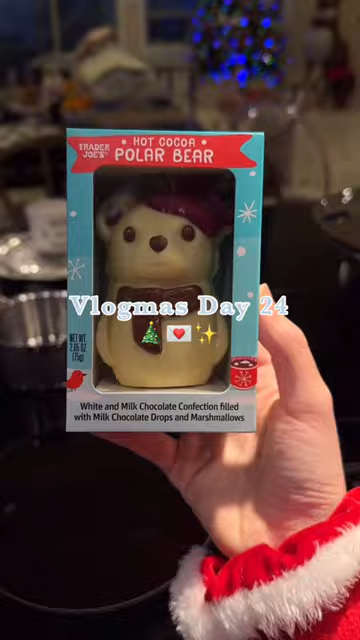 TRADER JOE'S
HOT COCOA
POLAR BEAR
Vlogmas Day 24
🎄💌✨
NET WT
2.65 OZ
(75g)
White and Milk Chocolate Confection filled
with Milk Chocolate Drops and Marshmallows